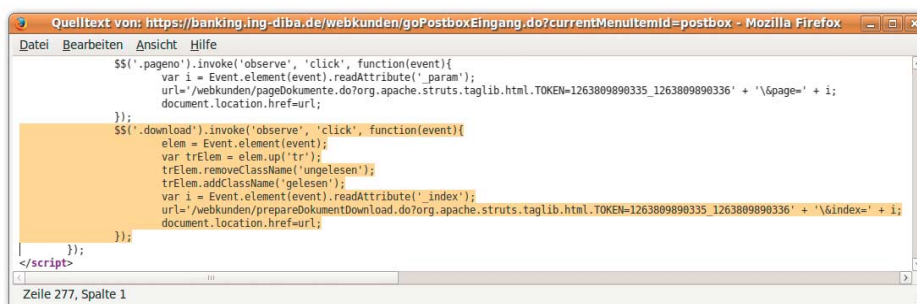 Quelltext von: https://banking.ing-diba.de/webkunden/goPostboxEingang.do?currentMenuItemId=postbox - Mozilla Firefox
Datei Bearbeiten Ansicht Hilfe
$$('.pageno').invoke('observe', 'click', function(event){
var i = Event.element(event).readAttribute('_param');
url='/webkunden/pageDokumente.do?org.apache.struts.taglib.html.TOKEN=1263809890335_1263809890336' + '\&page=' + i;
document.location.href=url;
});
$$('.download').invoke('observe', 'click', function(event){
elem = Event.element(event);
var trElem = elem.up('tr');
trElem.removeClassName('ungelesen');
trElem.addClassName('gelesen');
var i = Event.element(event).readAttribute('_index');
url='/webkunden/prepareDokumentDownload.do?org.apache.struts.taglib.html.TOKEN=1263809890335_1263809890336' + '\&index=' + i;
document.location.href=url;
});
});
</script>
Zeile 277, Spalte 1